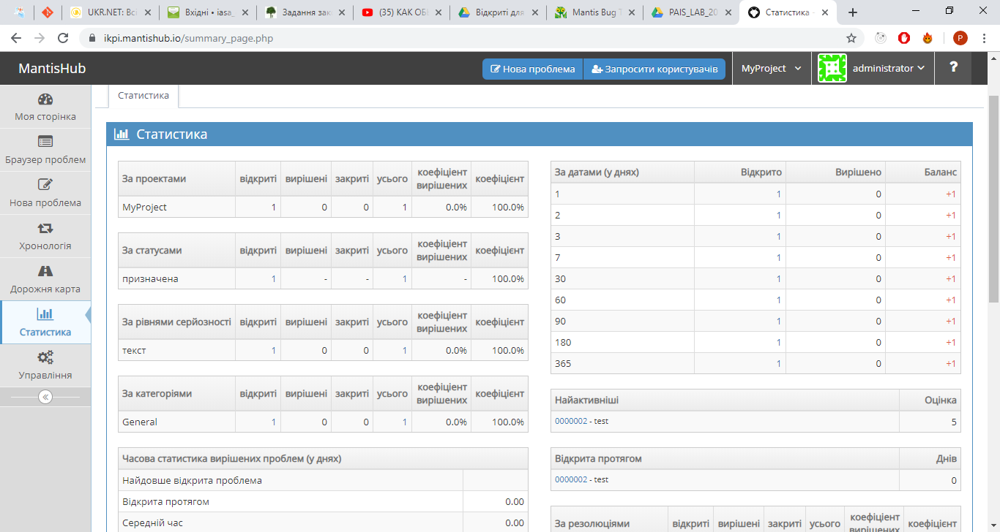 UKR.NET: Всі
Вхідні • iasa_
Задання зак
(35) КАК ОБ
Відкриті для
Mantis Bug T
PAIS_LAB_20
Статистика
ikpi.mantishub.io/summary_page.php
P
MantisHub
Нова проблема
Запросити користувачів
MyProject
administrator
?
Моя сторінка
Браузер проблем
Нова проблема
Хронологія
Дорожня карта
Статистика
Управління
Статистика
Статистика
За проектами відкриті вирішені закриті усього коефіцієнт вирішених коефіцієнт
MyProject 1 0 0 1 0.0% 100.0%
За статусами відкриті вирішені закриті усього коефіцієнт вирішених коефіцієнт
призначена 1 - - 1 - 100.0%
За рівнями серйозності відкриті вирішені закриті усього коефіцієнт вирішених коефіцієнт
текст 1 0 0 1 0.0% 100.0%
За категоріями відкриті вирішені закриті усього коефіцієнт вирішених коефіцієнт
General 1 0 0 1 0.0% 100.0%
Часова статистика вирішених проблем (у днях)
Найдовше відкрита проблема
Відкрита протягом 0.00
Середній час 0.00
За датами (у днях) Відкрито Вирішено Баланс
1 1 0 +1
2 1 0 +1
3 1 0 +1
7 1 0 +1
30 1 0 +1
60 1 0 +1
90 1 0 +1
180 1 0 +1
365 1 0 +1
Найактивніші Оцінка
0000002 - test 5
Відкрита протягом Днів
0000002 - test 0
За резолюціями відкриті вирішені закриті усього коефіцієнт вирішених коефіцієнт